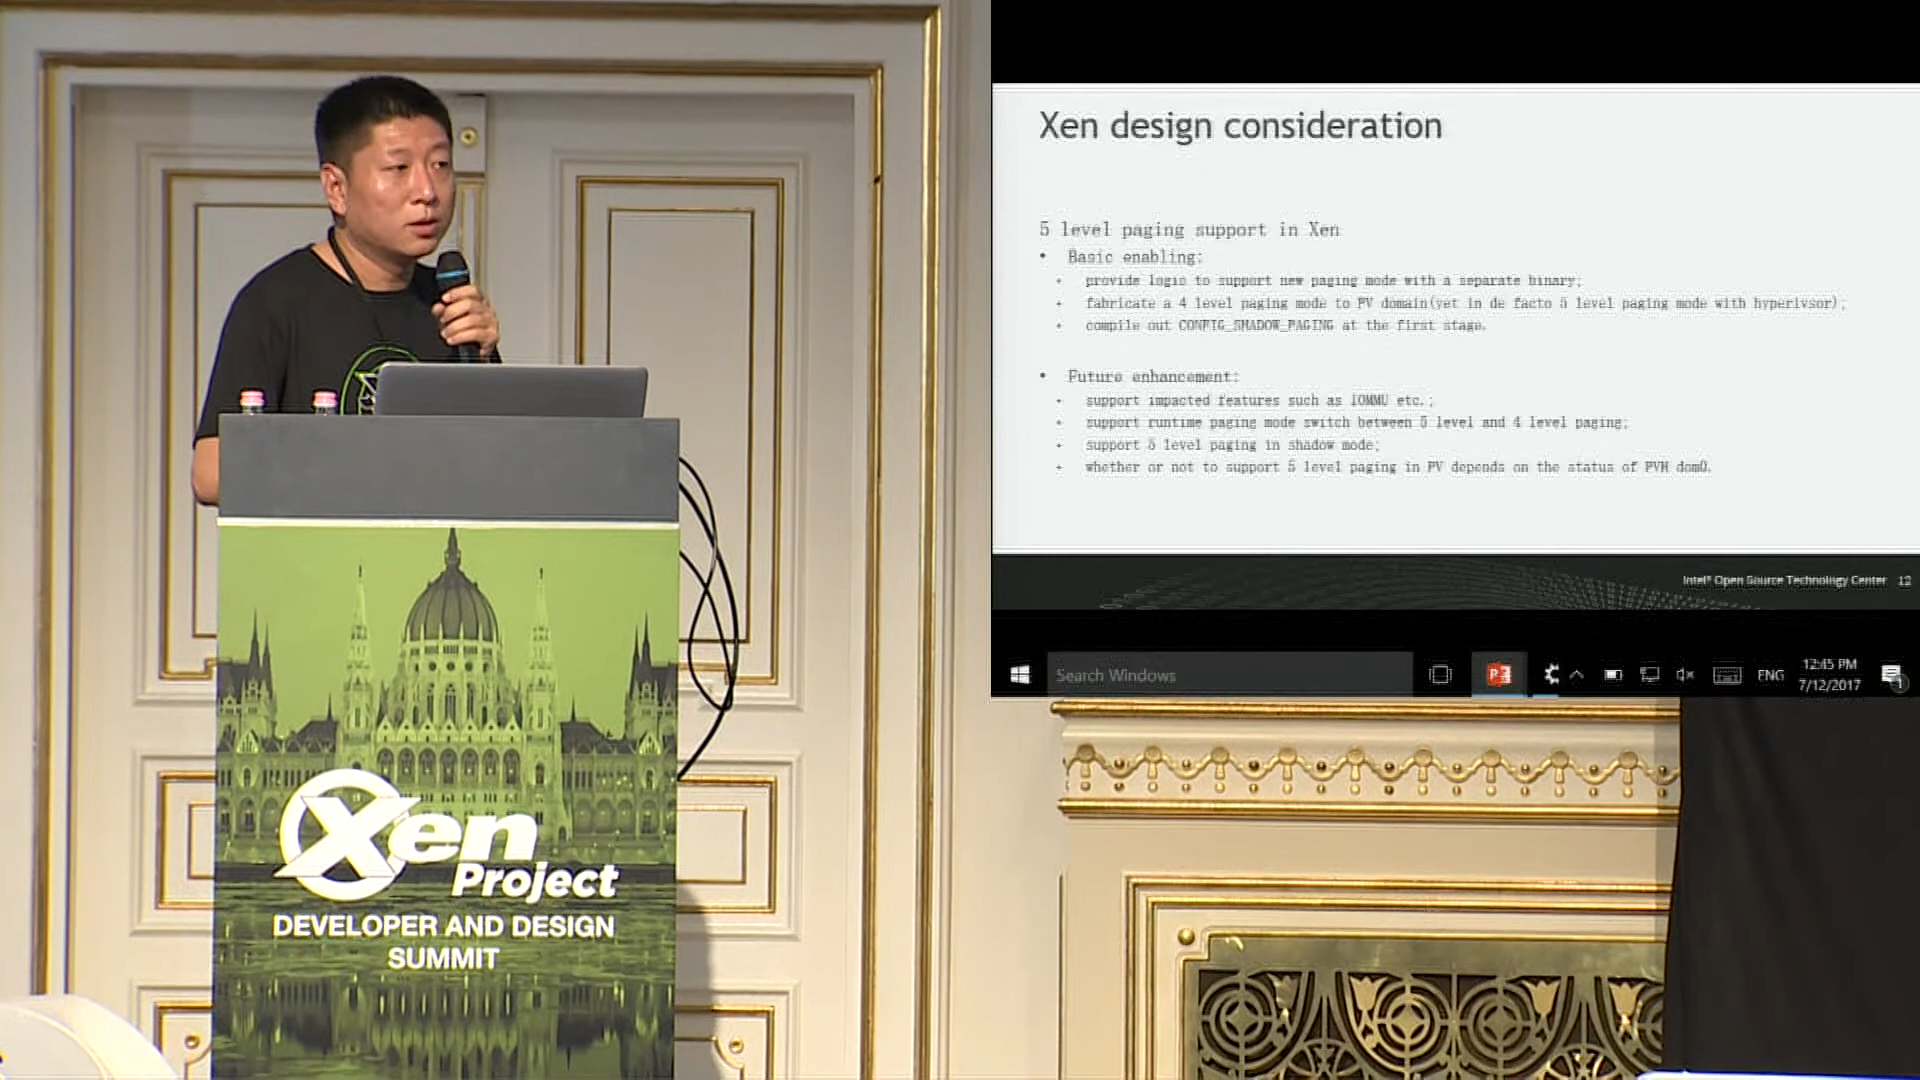 Xen design consideration
5 level paging support in Xen
• Basic enabling:
provide logic to support new paging mode with a separate binary;
fabricate a 4 level paging mode to PV domain(yet in de facto 5 level paging mode with hyperivsor);
compile out CONFIG_SHADOW_PAGING at the first stage.
• Future enhancement:
support impacted features such as IOMMU etc.;
support runtime paging mode switch between 5 level and 4 level paging;
support 5 level paging in shadow mode;
whether or not to support 5 level paging in PV depends on the status of PVH dom0.
Intel® Open Source Technology Center 12
Search Windows
ENG
12:45 PM
7/12/2017
1
Xen
Project
DEVELOPER AND DESIGN
SUMMIT